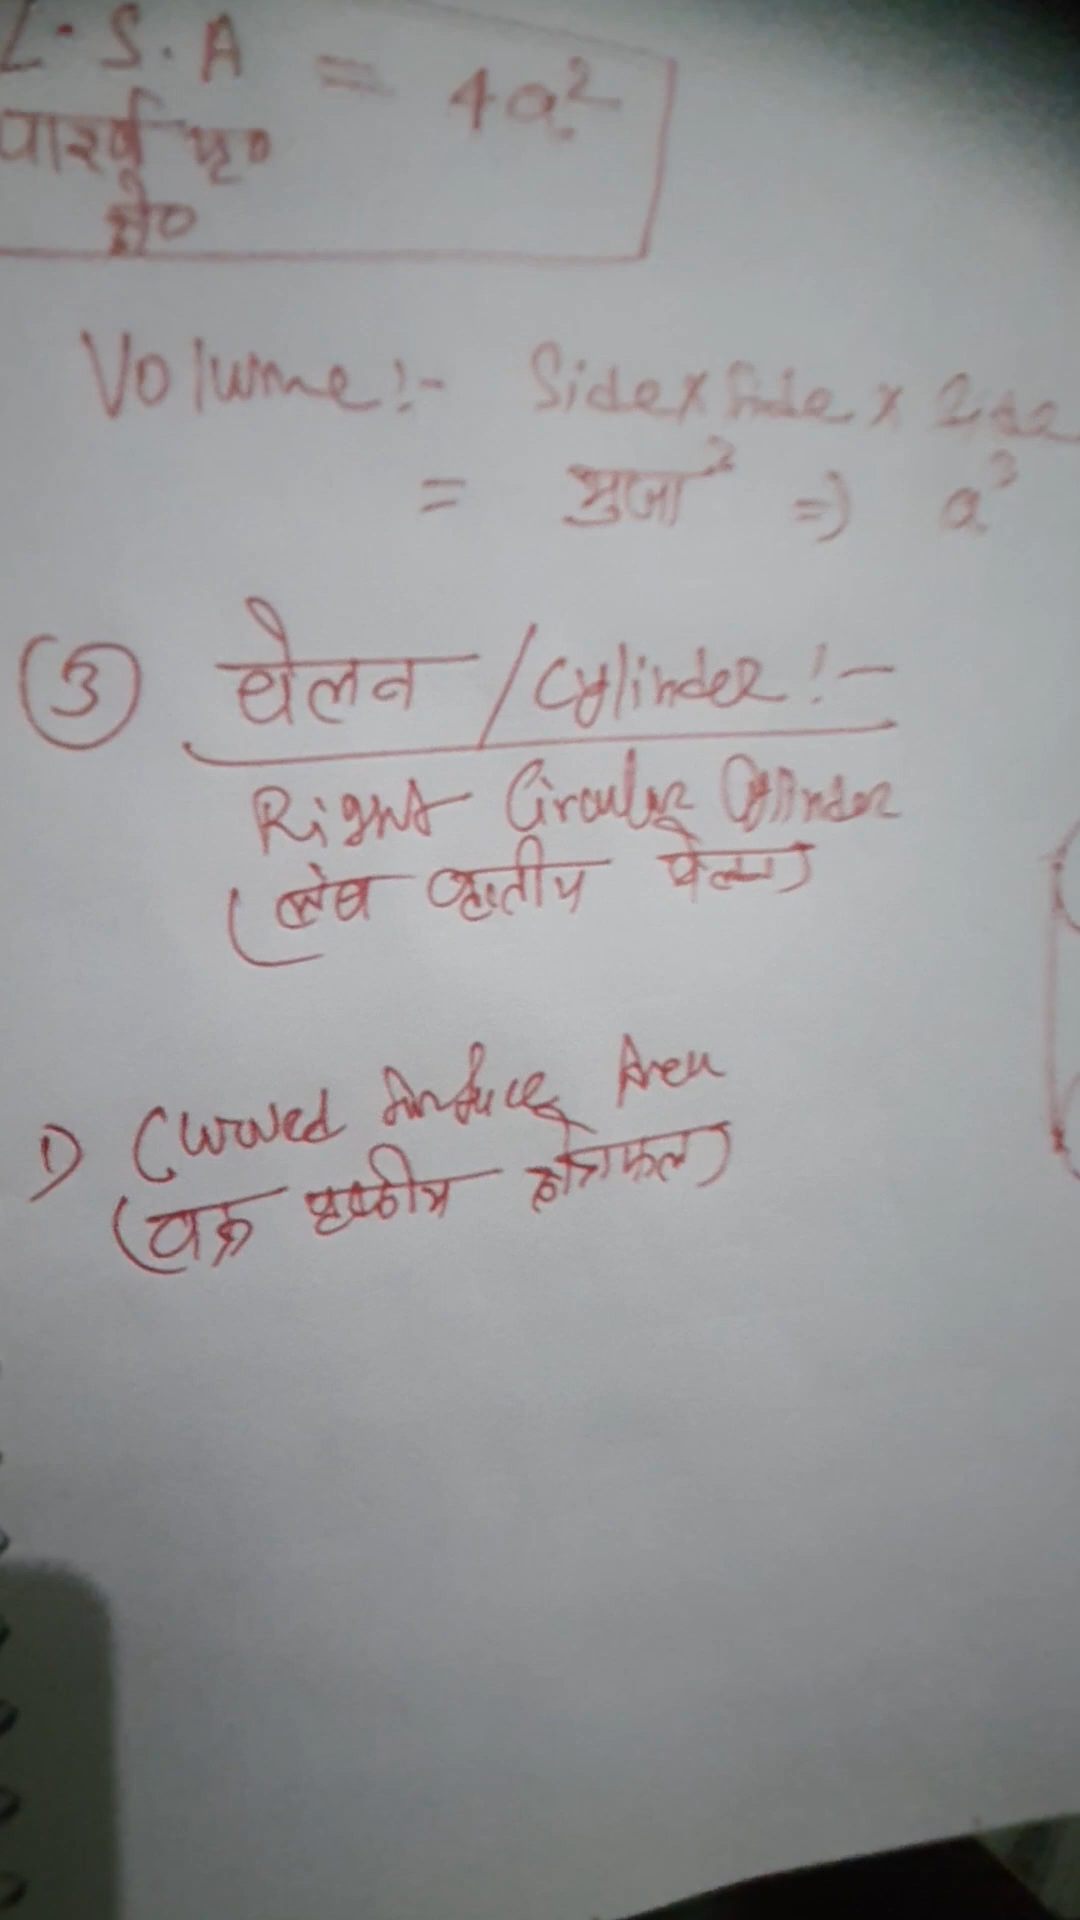 L.S.A = 4a²
पार्श्व पृ०
क्षे०
Volume:- Side x Side x Side
= भुजा³ => a³
③ बेलन / Cylinder :-
Right Circular Cylinder
(लंब वृत्तीय बेलन)
1) Curved Surface Area
(वक्र पृष्ठीय क्षेत्रफल)